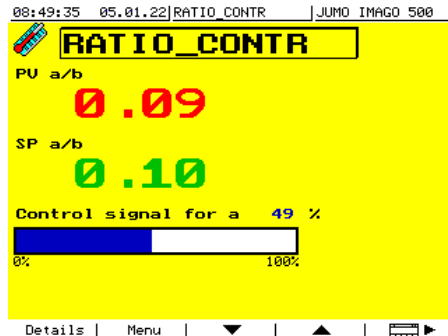 08:49:35 05.01.22|RATIO_CONTR |JUMO IMAGO 500
RATIO_CONTR
PV a/b
0.09
SP a/b
0.10
Control signal for a 49 %
0% 100%
Details | Menu | ▼ | ▲ |